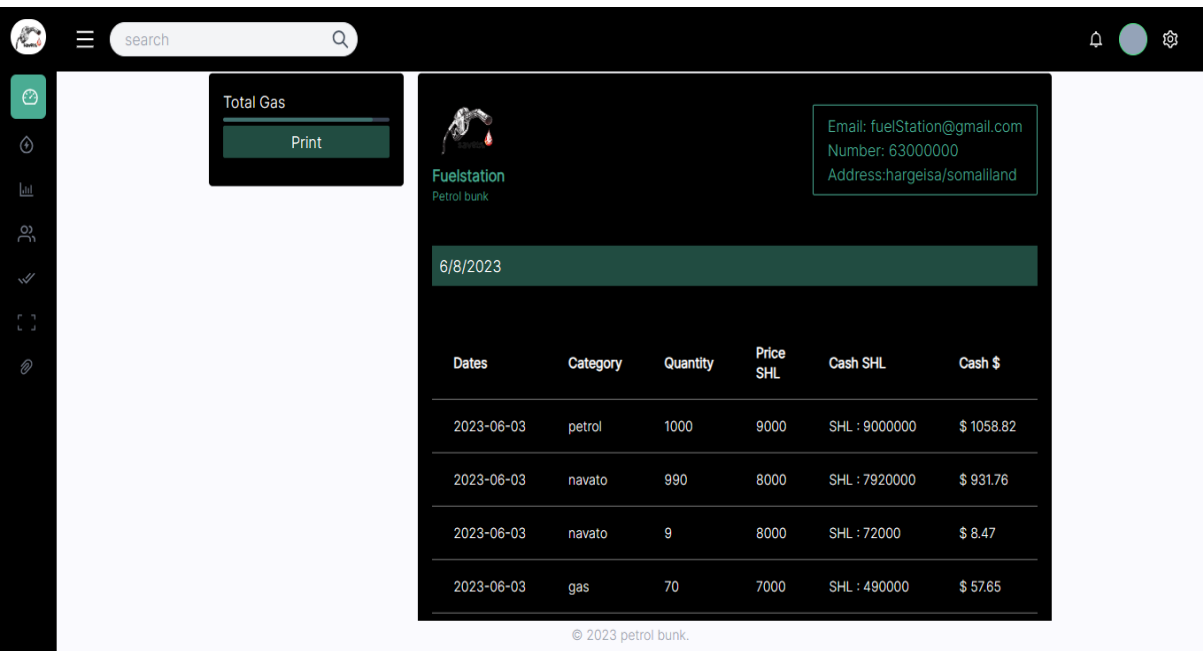 search
Total Gas
Print
savitri
Fuelstation
Petrol bunk
Email: fuelStation@gmail.com
Number: 63000000
Address:hargeisa/somaliland
6/8/2023
Dates Category Quantity Price SHL Cash SHL Cash $
2023-06-03 petrol 1000 9000 SHL : 9000000 $ 1058.82
2023-06-03 navato 990 8000 SHL : 7920000 $ 931.76
2023-06-03 navato 9 8000 SHL : 72000 $ 8.47
2023-06-03 gas 70 7000 SHL : 490000 $ 57.65
© 2023 petrol bunk.